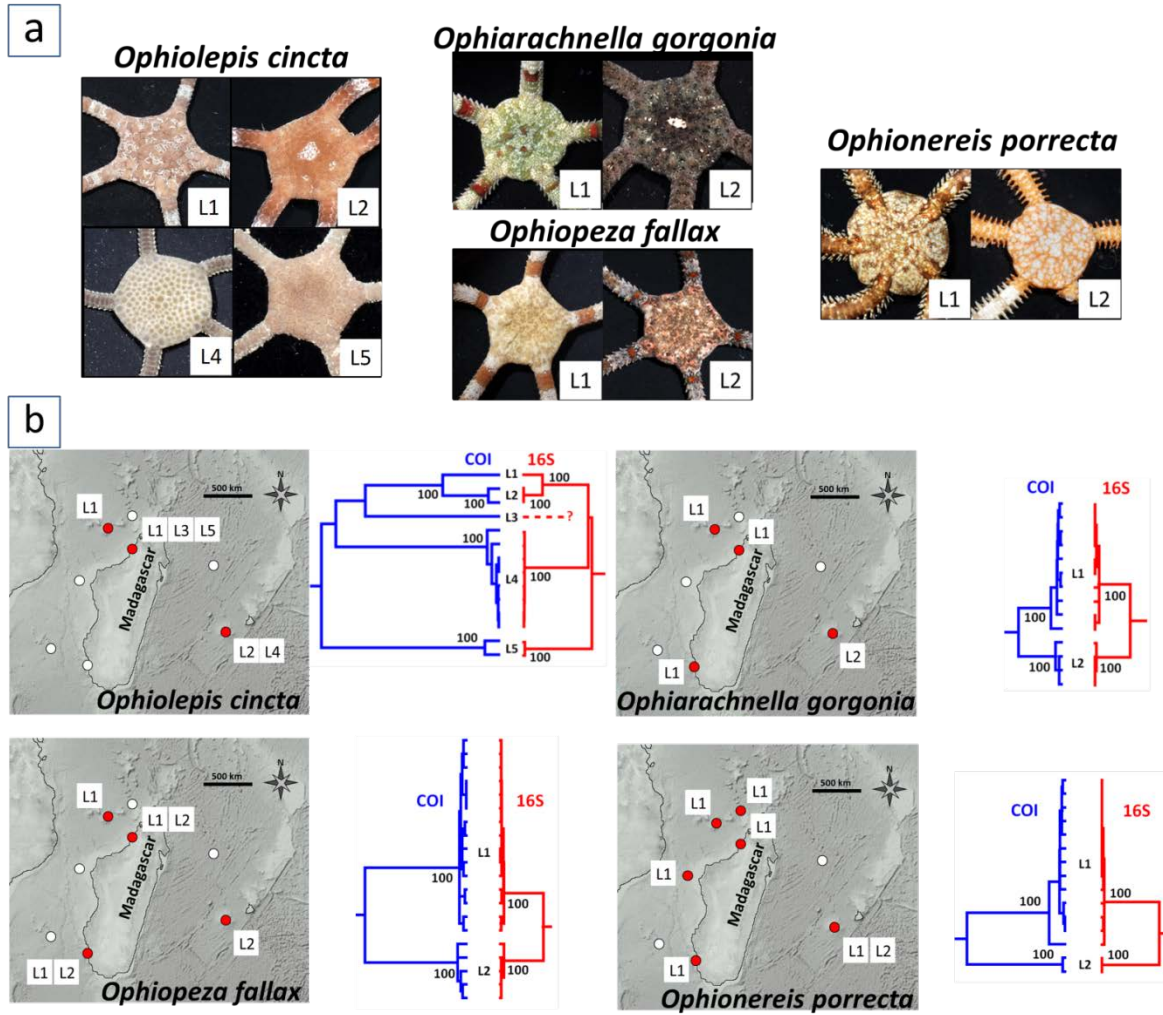 a
Ophiolepis cincta
Ophiarachnella gorgonia
Ophionereis porrecta
L1
L2
L4
L5
L1
L2
Ophiopeza fallax
L1
L2
L1
L2
b
L1
L1 L3 L5
L2 L4
Madagascar
500 km
N
Ophiolepis cincta
COI 16S
L1
100
100
L2
100
100
L3
?
100
L4
100
100
L5
100
L1
L1
L1
L2
Madagascar
500 km
N
Ophiarachnella gorgonia
COI 16S
L1
100
100
L2
100
100
L1
L1 L2
L1 L2
L2
Madagascar
500 km
N
Ophiopeza fallax
COI
16S
L1
100
100
L2
100
100
L1
L1
L1
L1
L1
L1 L2
Madagascar
500 km
N
Ophionereis porrecta
COI 16S
L1
100
100
L2
100